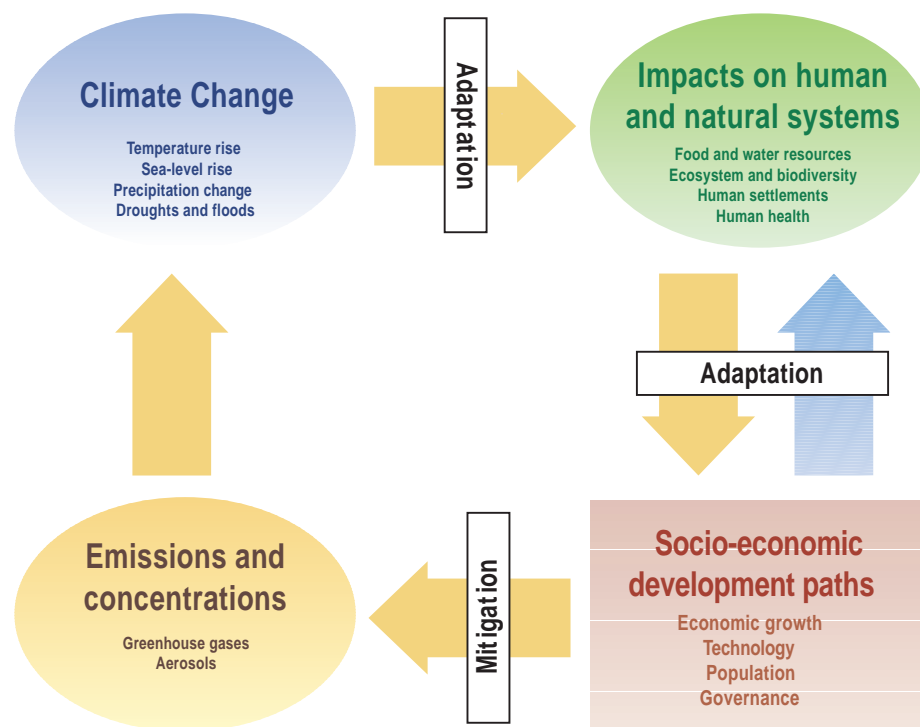 Climate Change
Temperature rise
Sea-level rise
Precipitation change
Droughts and floods
Adaptation
Impacts on human
and natural systems
Food and water resources
Ecosystem and biodiversity
Human settlements
Human health
Adaptation
Emissions and
concentrations
Greenhouse gases
Aerosols
Mitigation
Socio-economic
development paths
Economic growth
Technology
Population
Governance